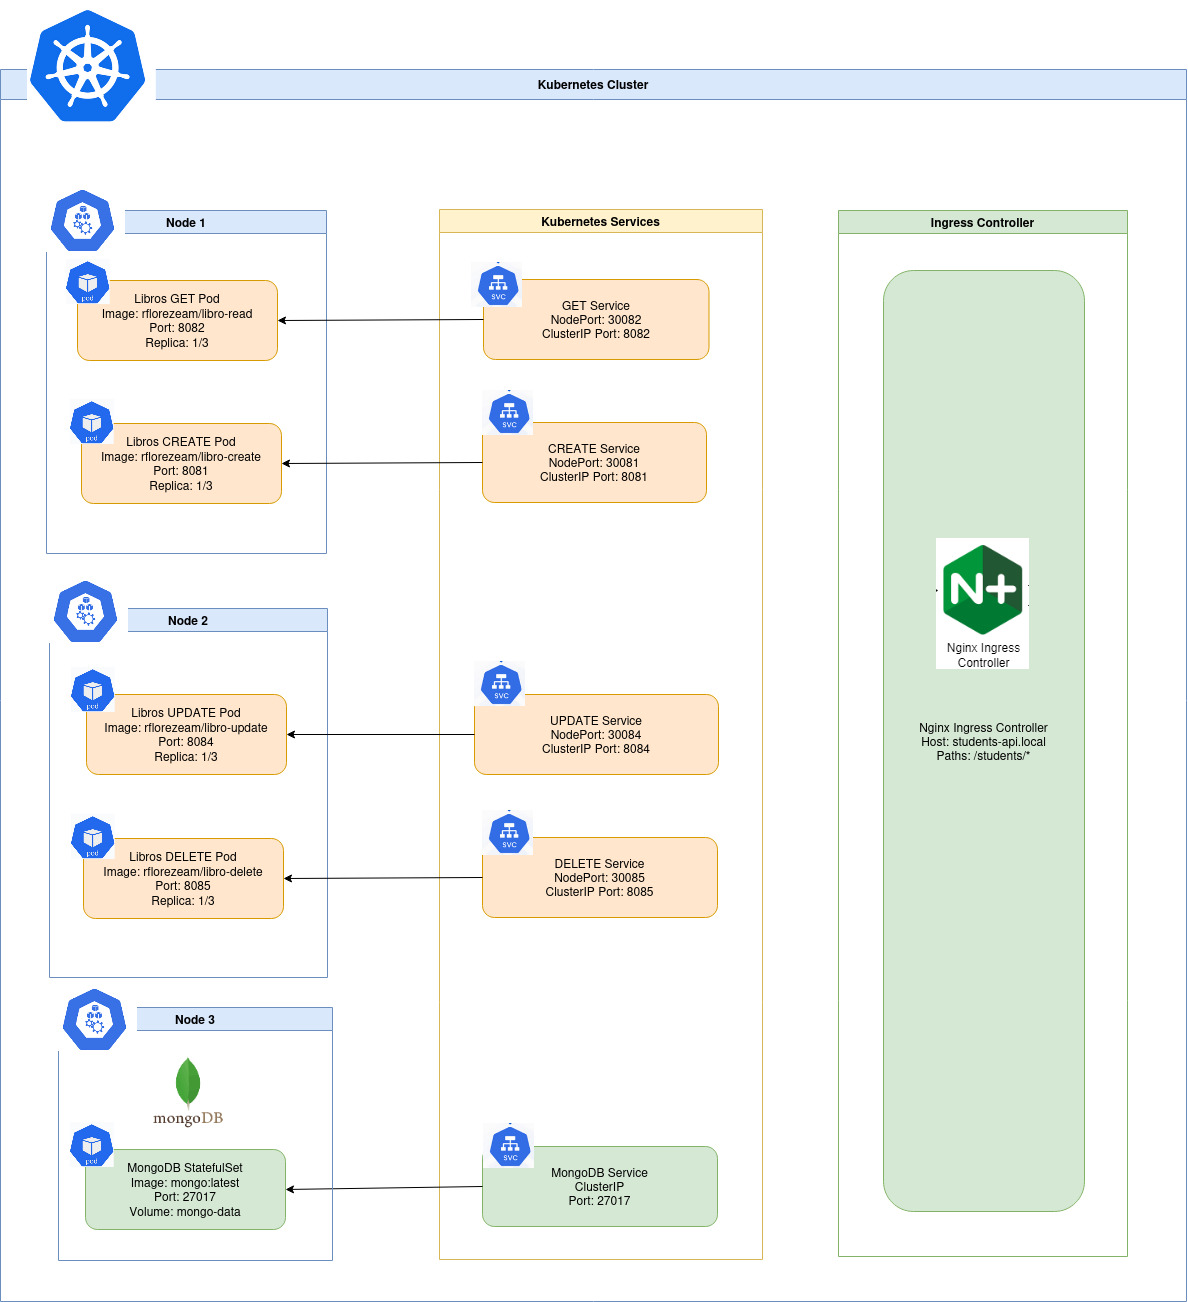 Kubernetes Cluster
Node 1
pod
Libros GET Pod
Image: rflorezeam/libro-read
Port: 8082
Replica: 1/3
pod
Libros CREATE Pod
Image: rflorezeam/libro-create
Port: 8081
Replica: 1/3
Node 2
pod
Libros UPDATE Pod
Image: rflorezeam/libro-update
Port: 8084
Replica: 1/3
pod
Libros DELETE Pod
Image: rflorezeam/libro-delete
Port: 8085
Replica: 1/3
Node 3
mongoDB
pod
MongoDB StatefulSet
Image: mongo:latest
Port: 27017
Volume: mongo-data
Kubernetes Services
svc
GET Service
NodePort: 30082
ClusterIP Port: 8082
svc
CREATE Service
NodePort: 30081
ClusterIP Port: 8081
svc
UPDATE Service
NodePort: 30084
ClusterIP Port: 8084
svc
DELETE Service
NodePort: 30085
ClusterIP Port: 8085
svc
MongoDB Service
ClusterIP
Port: 27017
Ingress Controller
N+
Nginx Ingress
Controller
Nginx Ingress Controller
Host: students-api.local
Paths: /students/*